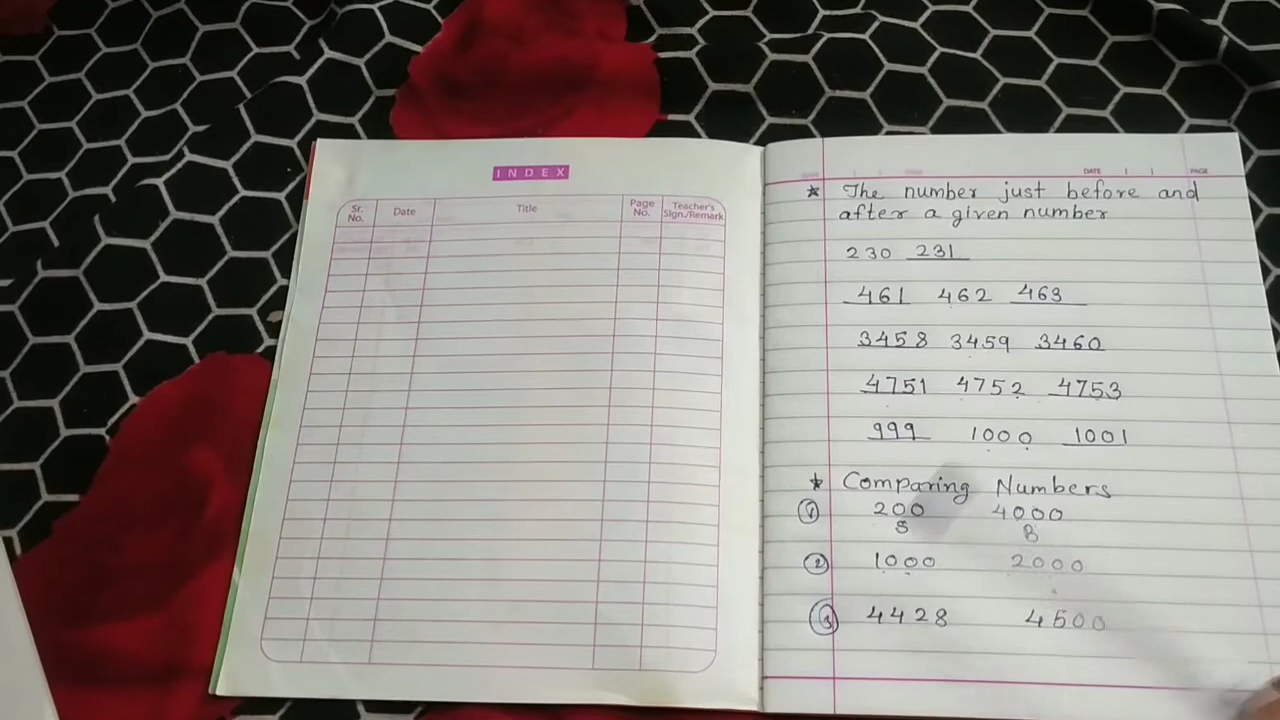 INDEX
Sr. No. Date Title Page No. Teacher's Sign./Remark
DATE PAGE
* The number just before and
after a given number
230 231
461 462 463
3458 3459 3460
4751 4752 4753
999 1000 1001
* Comparing Numbers
① 200 4000
S B
② 1000 2000
③ 4428 4500